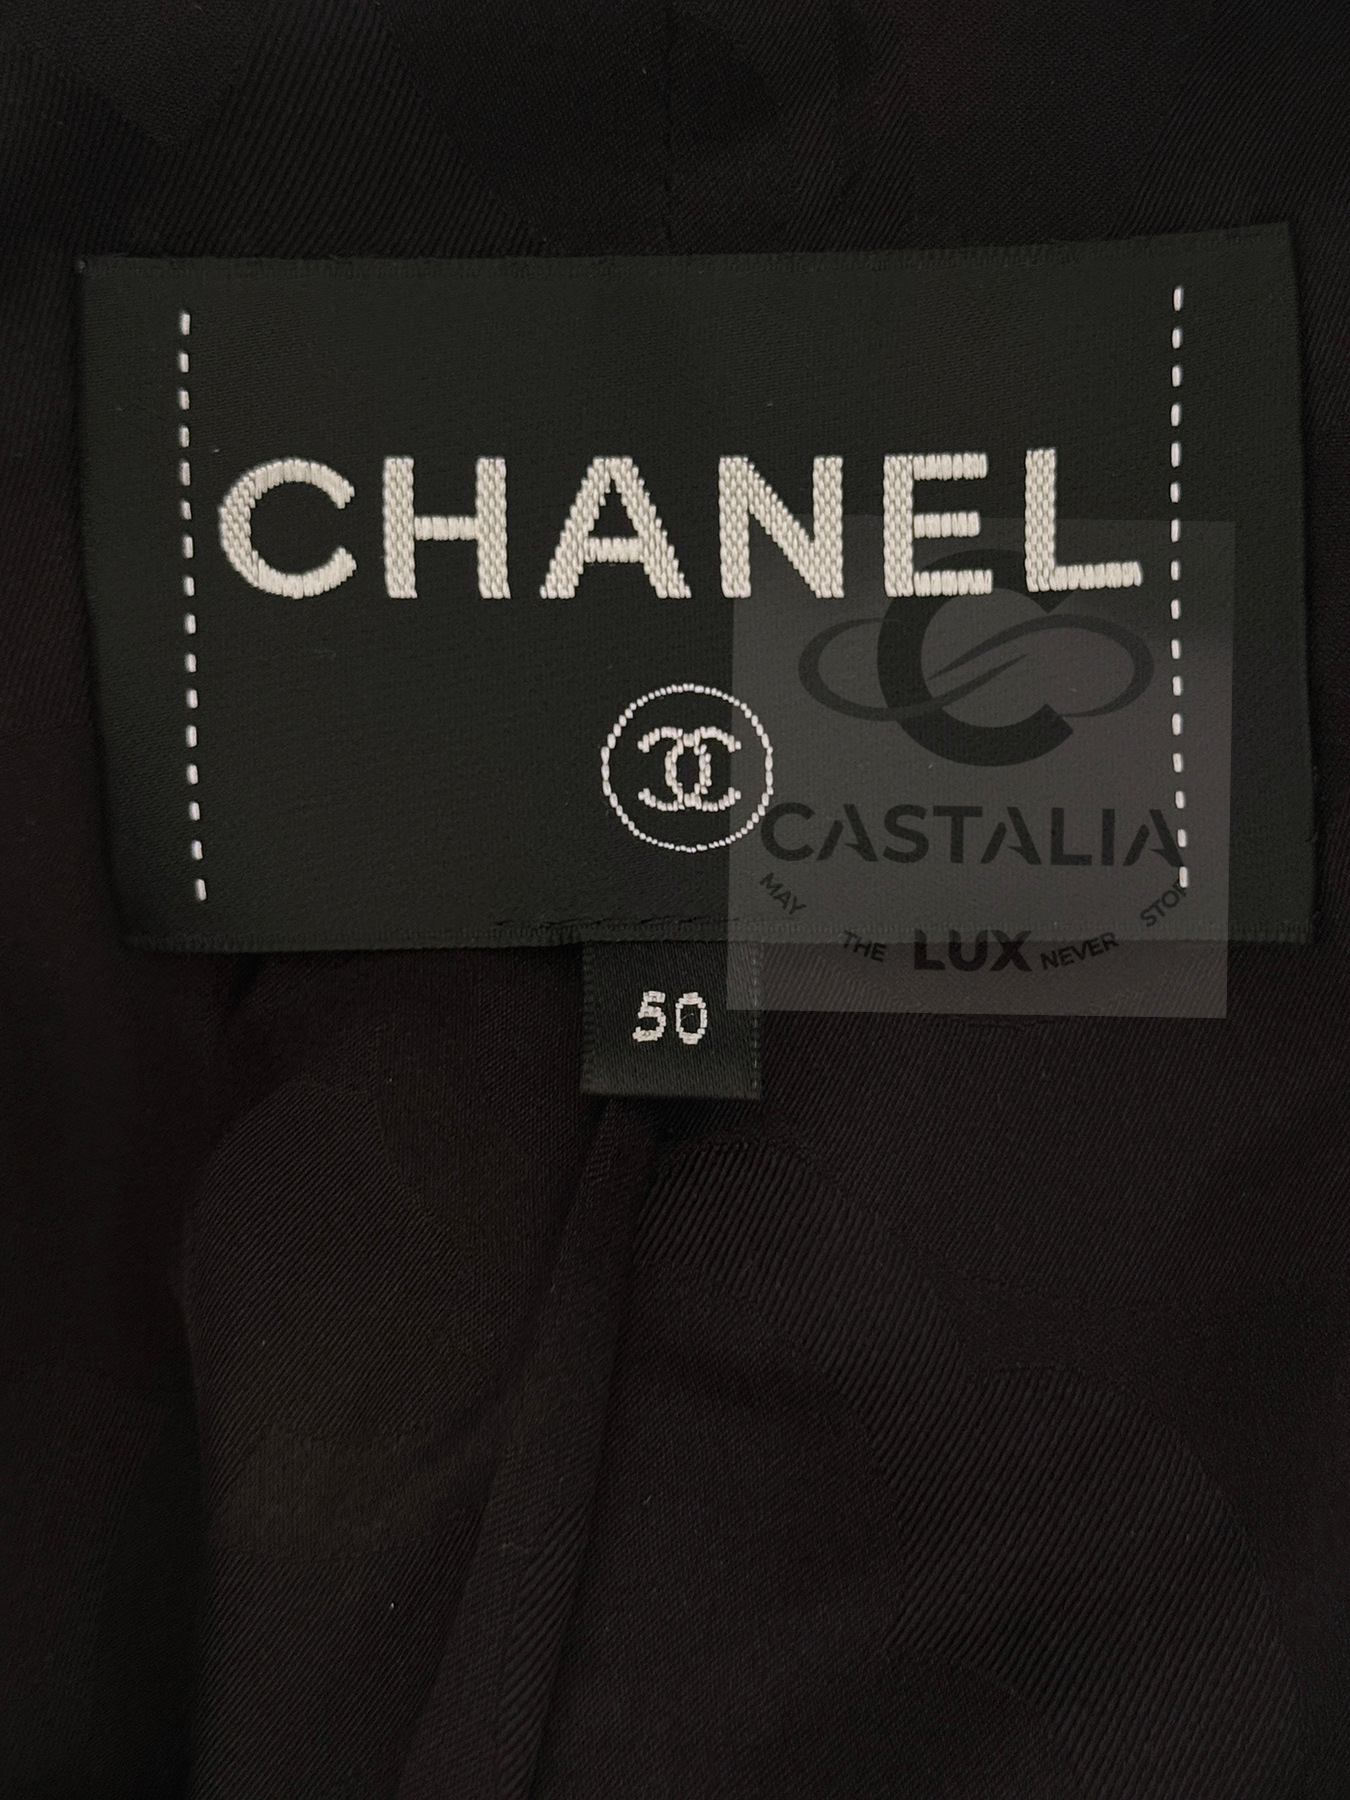 CHANEL
CASTALIA
MAY THE LUX NEVER STOP
50